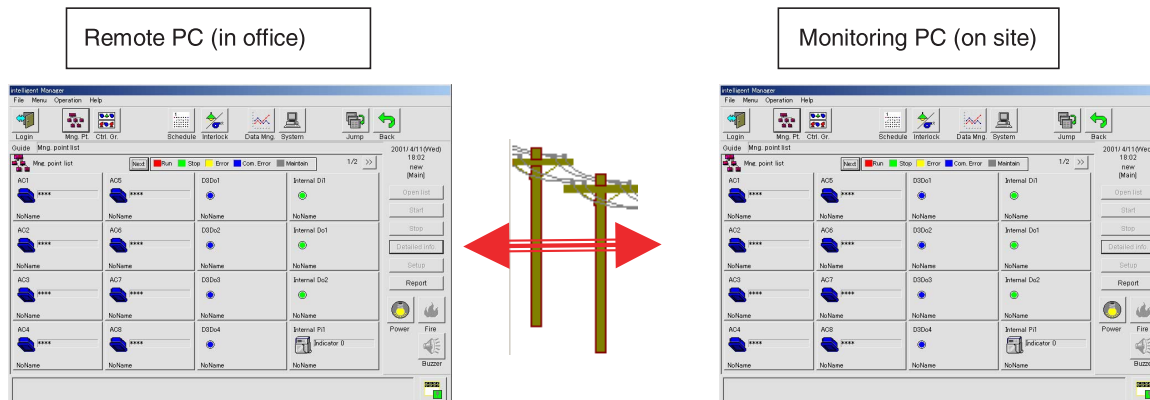 Remote PC (in office)
Monitoring PC (on site)
intelligent Manager
File Menu Operation Help
Login Mng. Pt. Ctrl. Gr. Schedule Interlock Data Mng. System Jump Back
Guide Mng. point list
2001/ 4/11(Wed)
18:02
new
[Main]
Mng. point list Next Run Stop Error Com. Error Maintain 1/2 >>
AC1 AC5 D3Do1 Internal Di1
**** ****
NoName NoName NoName NoName
AC2 AC6 D3Do2 Internal Do1
**** ****
NoName NoName NoName NoName
AC3 AC7 D3Do3 Internal Do2
**** ****
NoName NoName NoName NoName
AC4 AC8 D3Do4 Internal Pi1
**** **** Indicator 0
NoName NoName NoName NoName
Open list
Start
Stop
Detailed info
Setup
Report
Power Fire
Buzzer
intelligent Manager
File Menu Operation Help
Login Mng. Pt. Ctrl. Gr. Schedule Interlock Data Mng. System Jump Back
Guide Mng. point list
2001/ 4/11(Wed)
18:02
new
[Main]
Mng. point list Next Run Stop Error Com. Error Maintain 1/2 >>
AC1 AC5 D3Do1 Internal Di1
**** ****
NoName NoName NoName NoName
AC2 AC6 D3Do2 Internal Do1
**** ****
NoName NoName NoName NoName
AC3 AC7 D3Do3 Internal Do2
**** ****
NoName NoName NoName NoName
AC4 AC8 D3Do4 Internal Pi1
**** **** Indicator 0
NoName NoName NoName NoName
Open list
Start
Stop
Detailed info
Setup
Report
Power Fire
Buzze